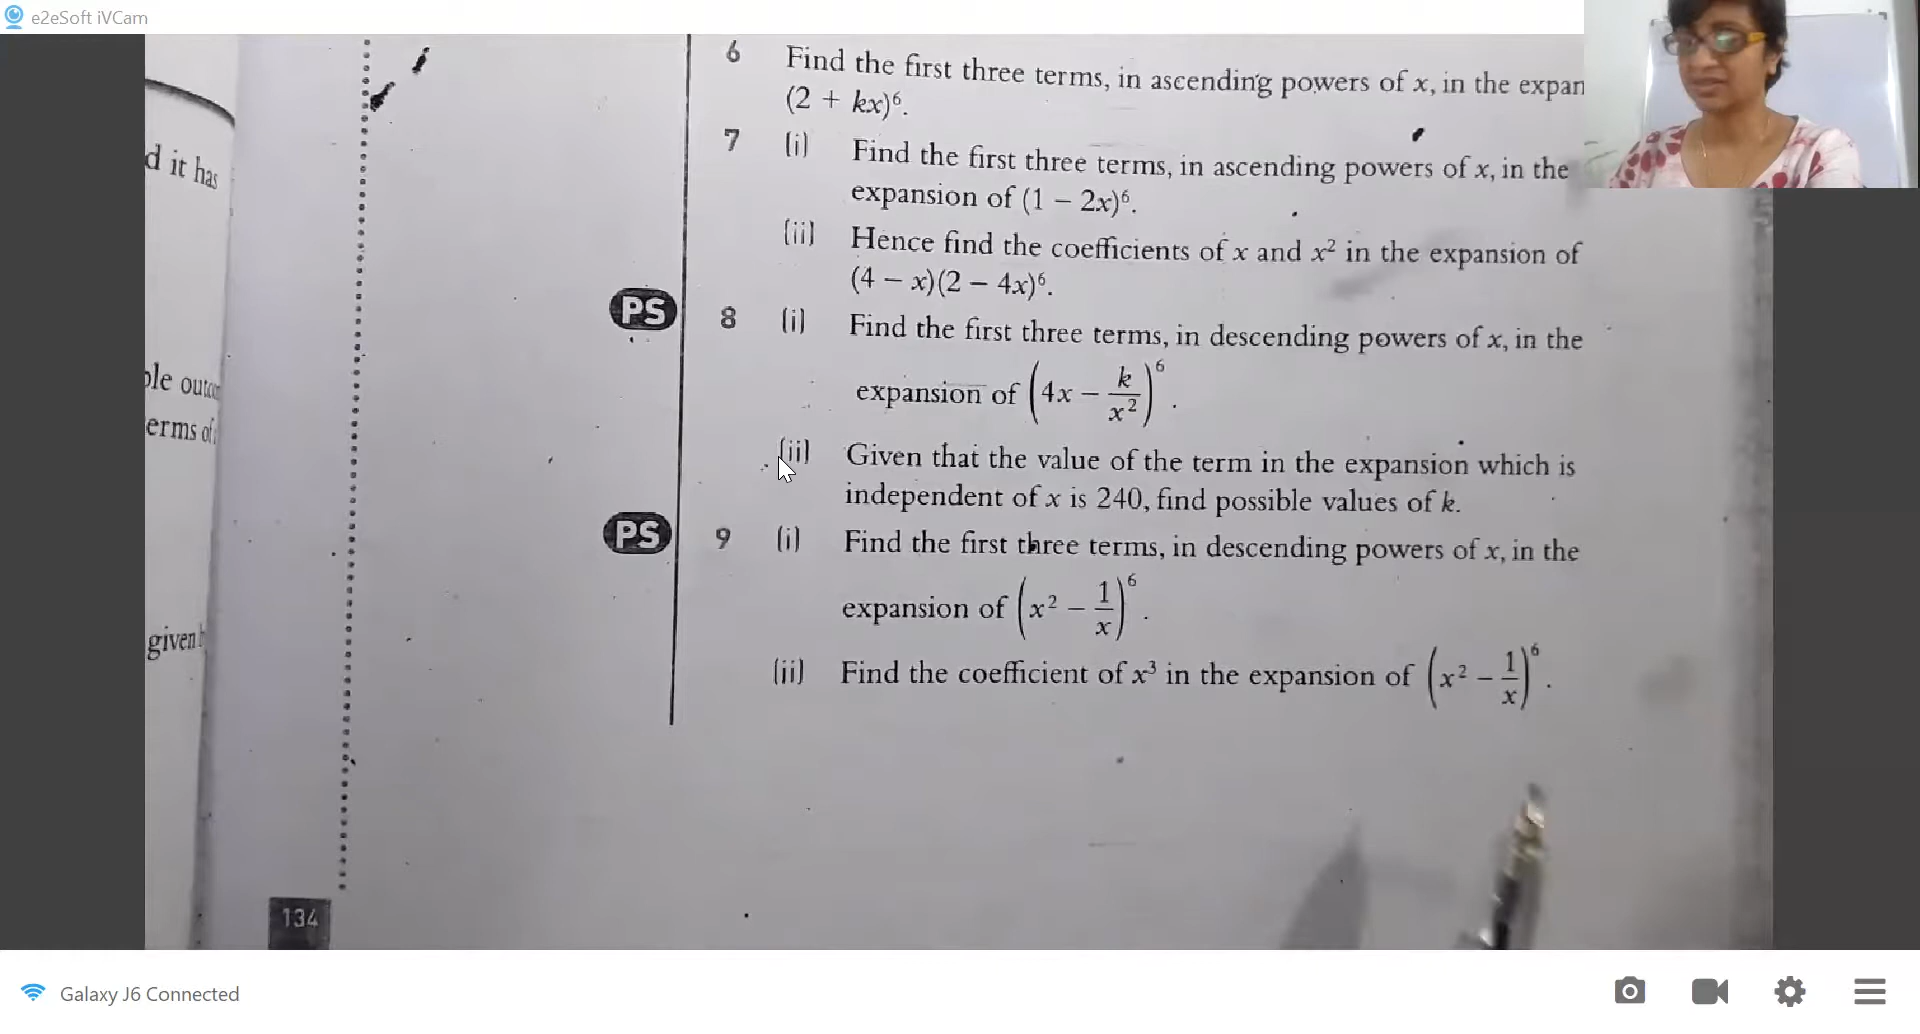 e2eSoft iVCam
d it has
ple outco
erms of
given
6 Find the first three terms, in ascending powers of x, in the expan
(2 + kx)⁶.
7 (i) Find the first three terms, in ascending powers of x, in the
expansion of (1 – 2x)⁶.
(ii) Hence find the coefficients of x and x² in the expansion of
(4 – x)(2 – 4x)⁶.
PS 8 (i) Find the first three terms, in descending powers of x, in the
expansion of (4x – k/x²)⁶.
(ii) Given that the value of the term in the expansion which is
independent of x is 240, find possible values of k.
PS 9 (i) Find the first three terms, in descending powers of x, in the
expansion of (x² – 1/x)⁶.
(ii) Find the coefficient of x³ in the expansion of (x² – 1/x)⁶.
134
Galaxy J6 Connected